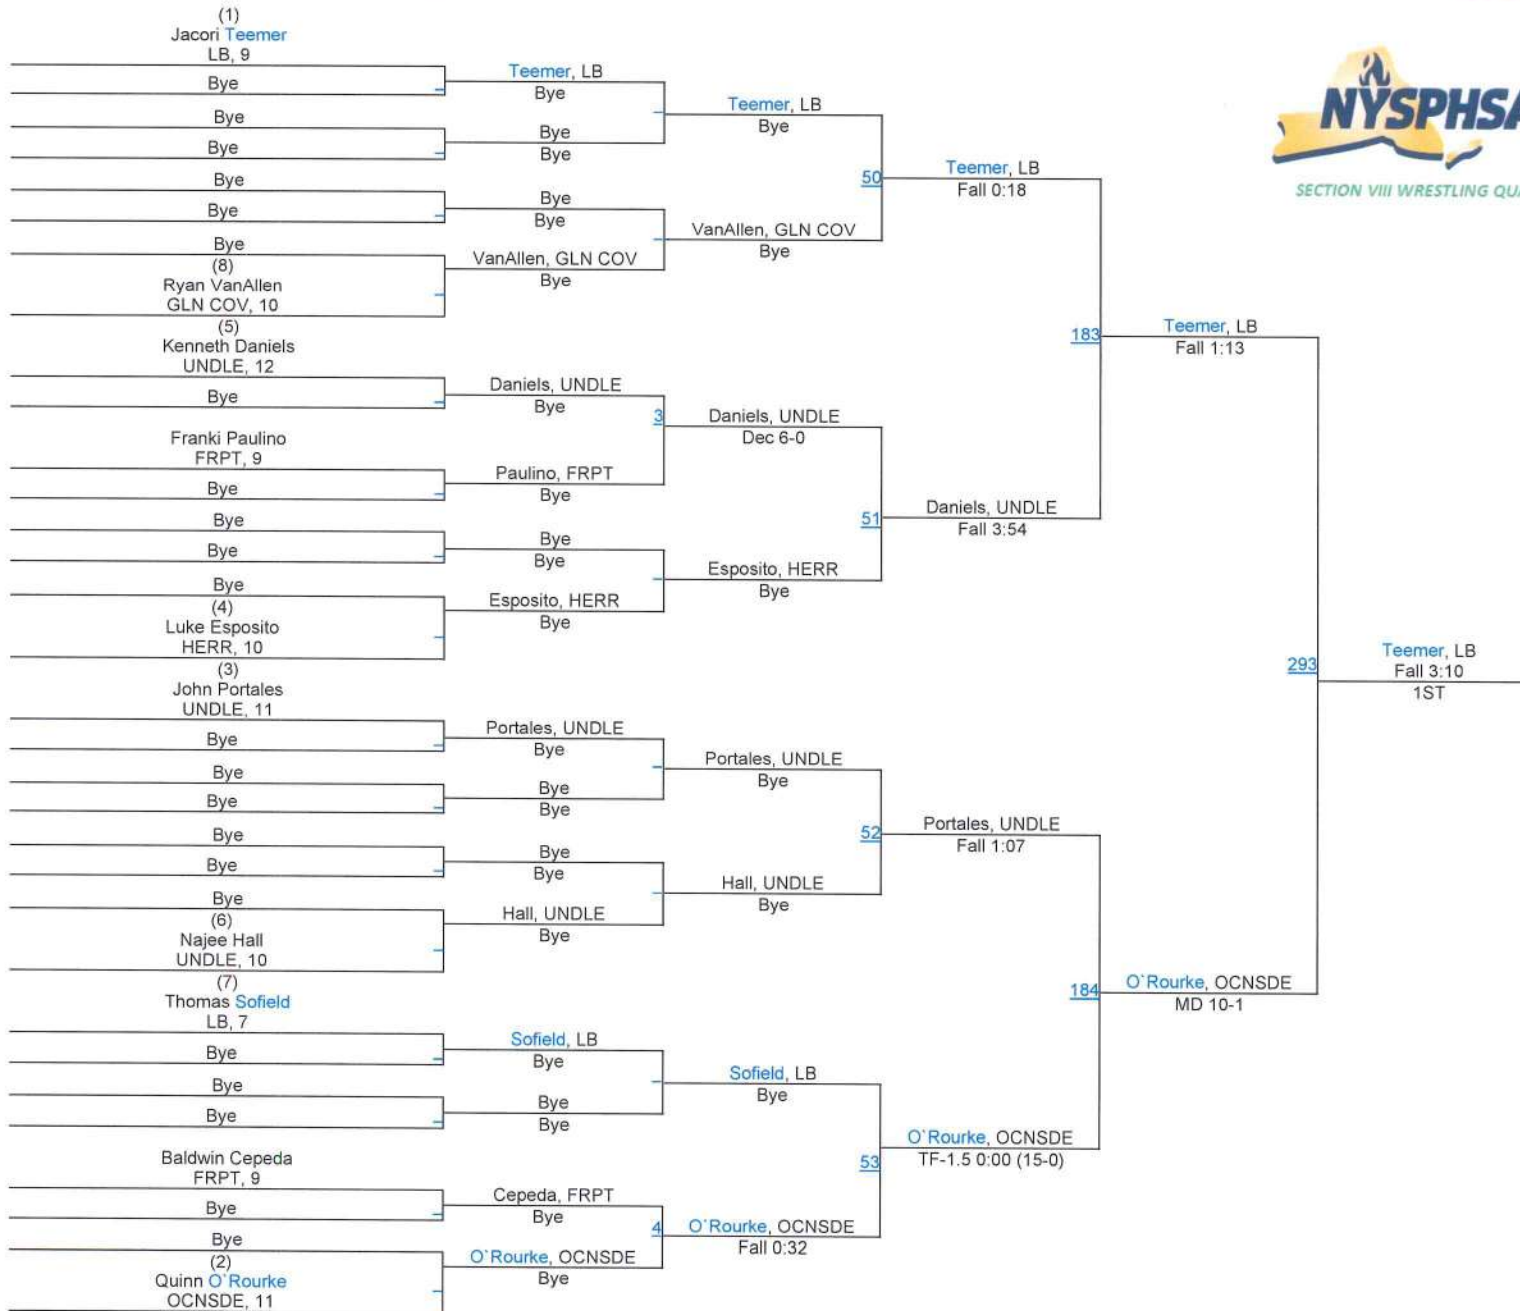 (1)
Jacori Teemer
LB, 9
Bye
Bye
Bye
Bye
Bye
Bye
(8)
Ryan VanAllen
GLN COV, 10
(5)
Kenneth Daniels
UNDLE, 12
Bye
Franki Paulino
FRPT, 9
Bye
Bye
Bye
Bye
(4)
Luke Esposito
HERR, 10
(3)
John Portales
UNDLE, 11
Bye
Bye
Bye
Bye
Bye
Bye
(6)
Najee Hall
UNDLE, 10
(7)
Thomas Sofield
LB, 7
Bye
Bye
Bye
Baldwin Cepeda
FRPT, 9
Bye
Bye
(2)
Quinn O`Rourke
OCNSDE, 11
Teemer, LB
Bye
Bye
Bye
Bye
Bye
VanAllen, GLN COV
Bye
Daniels, UNDLE
Bye
Paulino, FRPT
Bye
Bye
Bye
Esposito, HERR
Bye
Portales, UNDLE
Bye
Bye
Bye
Bye
Bye
Hall, UNDLE
Bye
Sofield, LB
Bye
Bye
Bye
Cepeda, FRPT
Bye
O`Rourke, OCNSDE
Bye
Teemer, LB
Bye
VanAllen, GLN COV
Bye
3
Daniels, UNDLE
Dec 6-0
Esposito, HERR
Bye
Portales, UNDLE
Bye
Hall, UNDLE
Bye
Sofield, LB
Bye
4
O`Rourke, OCNSDE
Fall 0:32
50
Teemer, LB
Fall 0:18
51
Daniels, UNDLE
Fall 3:54
52
Portales, UNDLE
Fall 1:07
53
O`Rourke, OCNSDE
TF-1.5 0:00 (15-0)
183
Teemer, LB
Fall 1:13
184
O`Rourke, OCNSDE
MD 10-1
293
Teemer, LB
Fall 3:10
1ST
NYSPHSA
SECTION VIII WRESTLING QUA